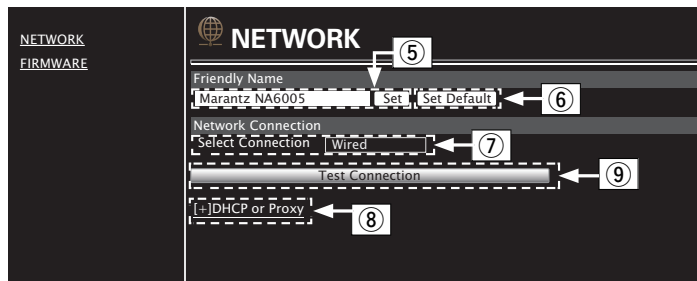 NETWORK
FIRMWARE
NETWORK
⑤
Friendly Name
Marantz NA6005 Set Set Default ⑥
Network Connection
Select Connection Wired ⑦
Test Connection ⑨
[+]DHCP or Proxy ⑧